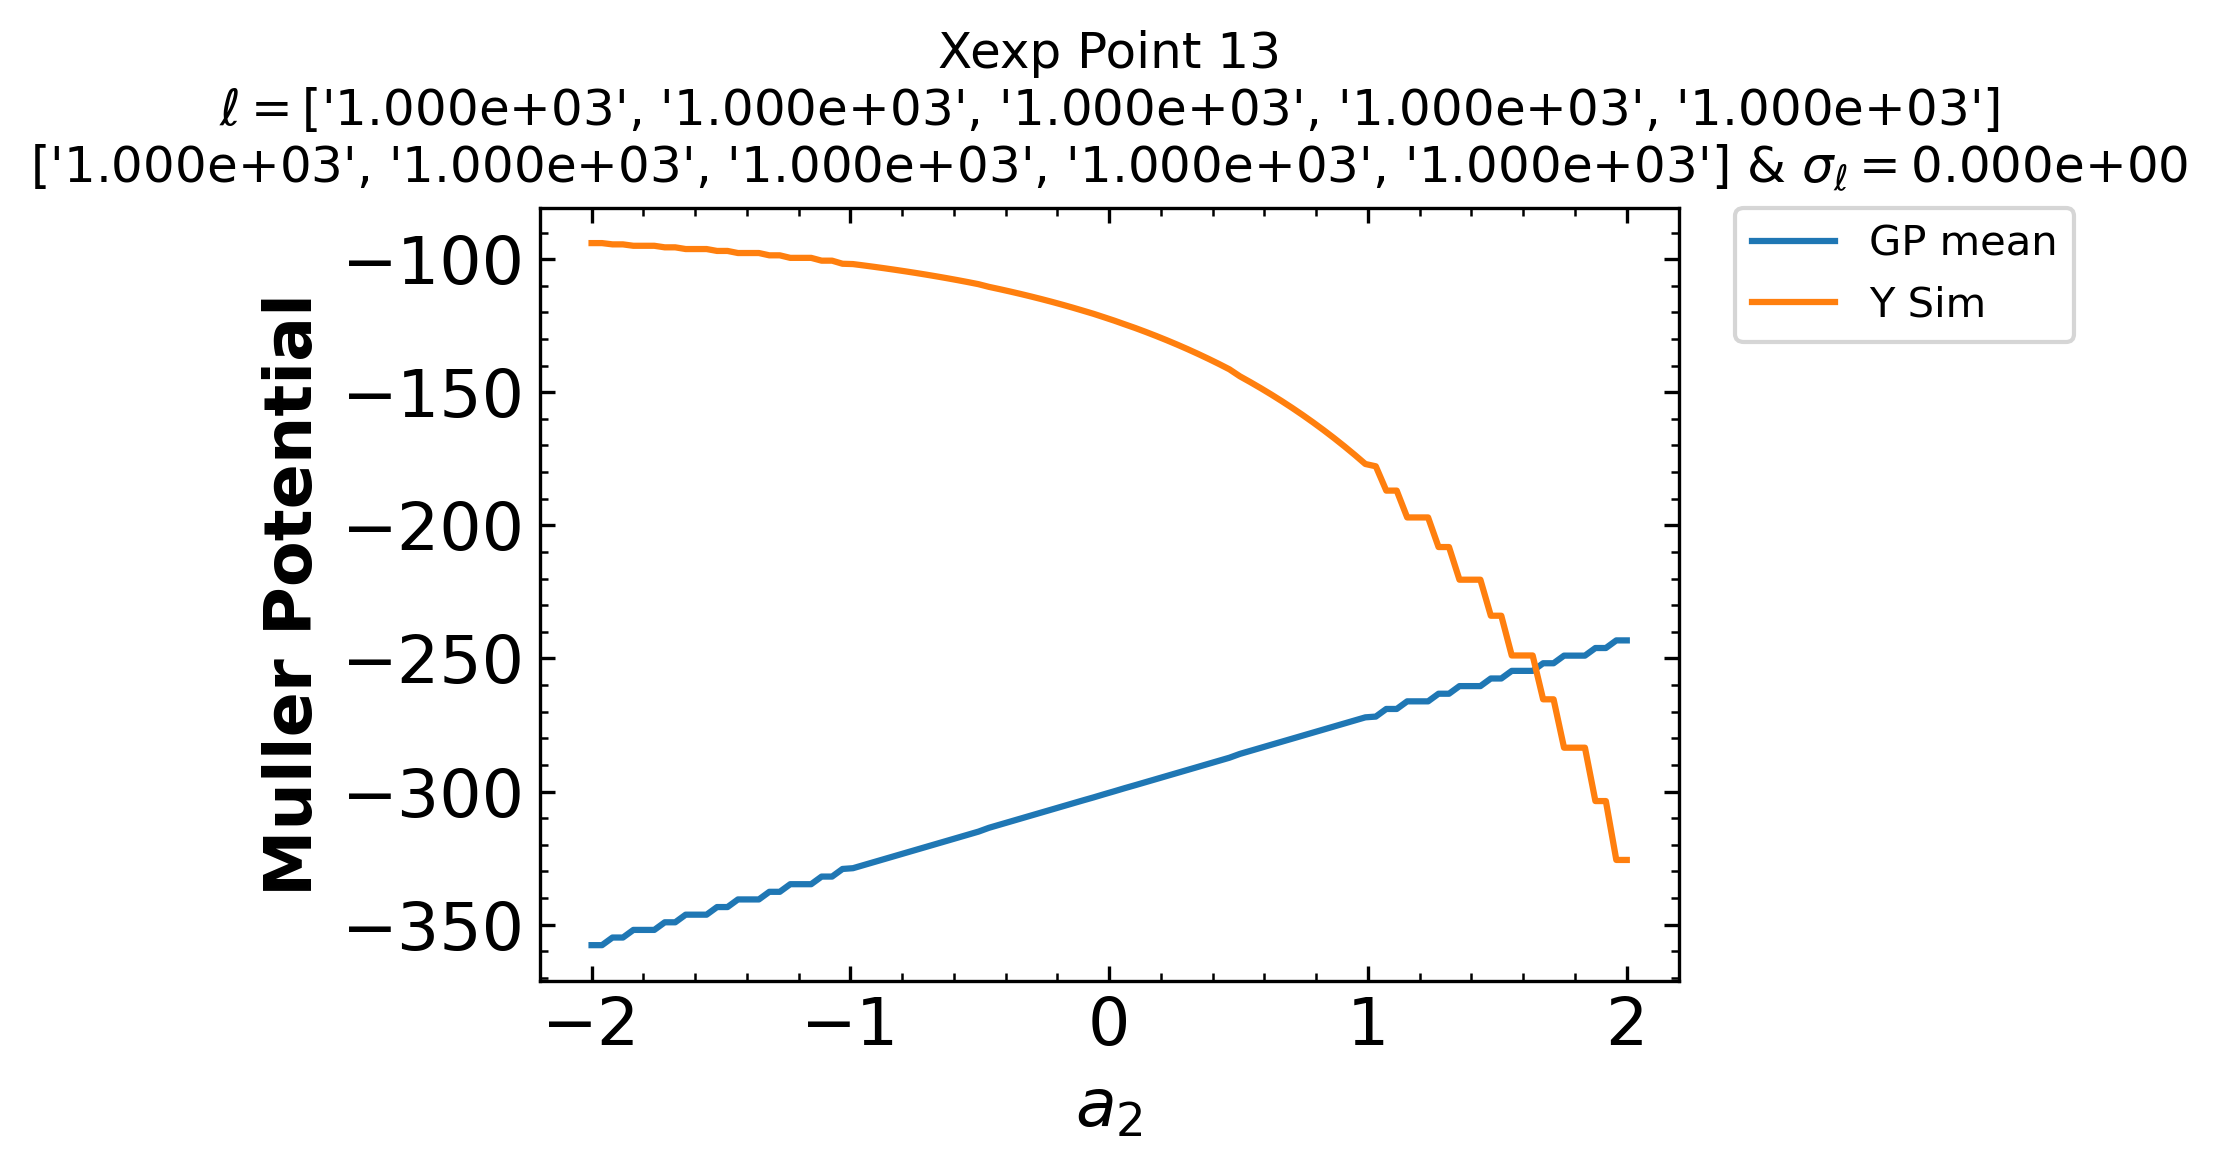 Xexp Point 13
ℓ = ['1.000e+03', '1.000e+03', '1.000e+03', '1.000e+03', '1.000e+03']
['1.000e+03', '1.000e+03', '1.000e+03', '1.000e+03', '1.000e+03'] & σ_ℓ = 0.000e+00
GP mean
Y Sim
Muller Potential
−100
−150
−200
−250
−300
−350
−2 −1 0 1 2
a₂